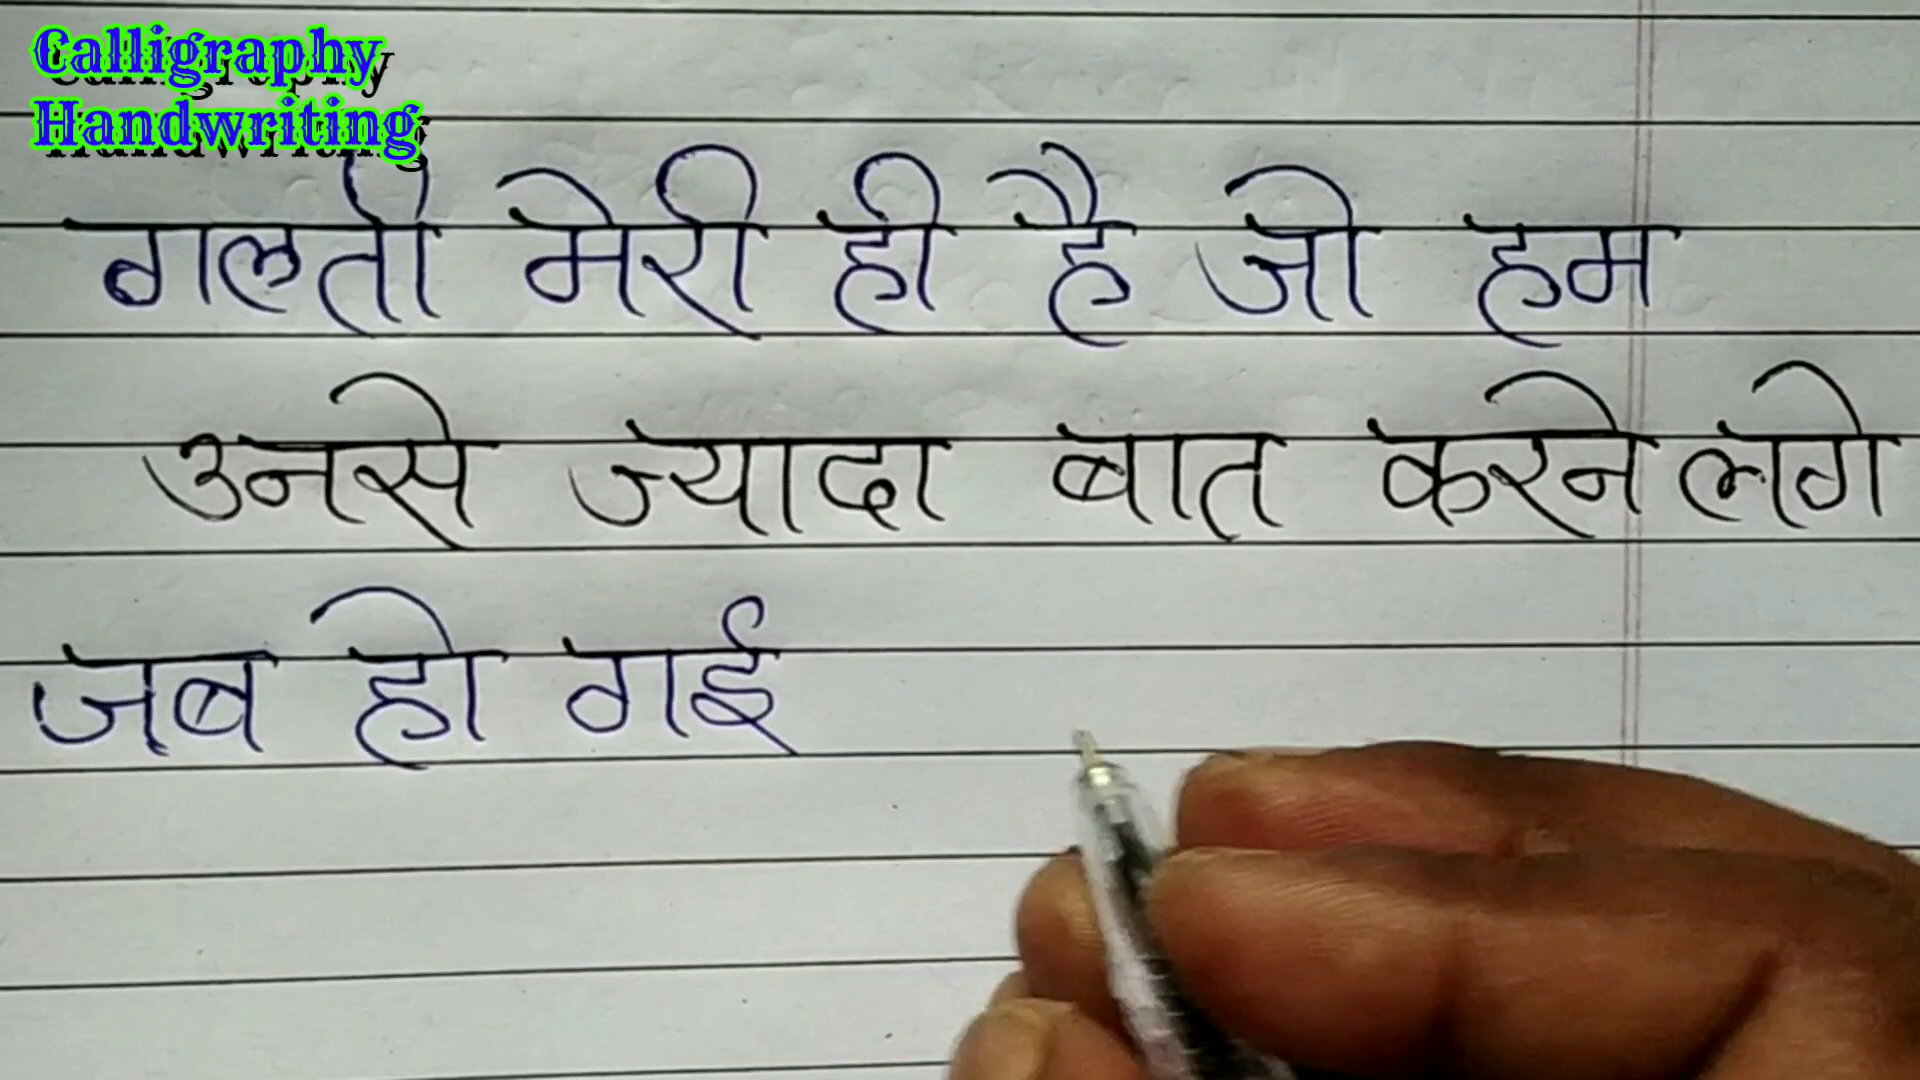 Calligraphy
Handwriting
गलती मेरी ही है जो हम
उनसे ज्यादा बात करने लगे
जब हो गई